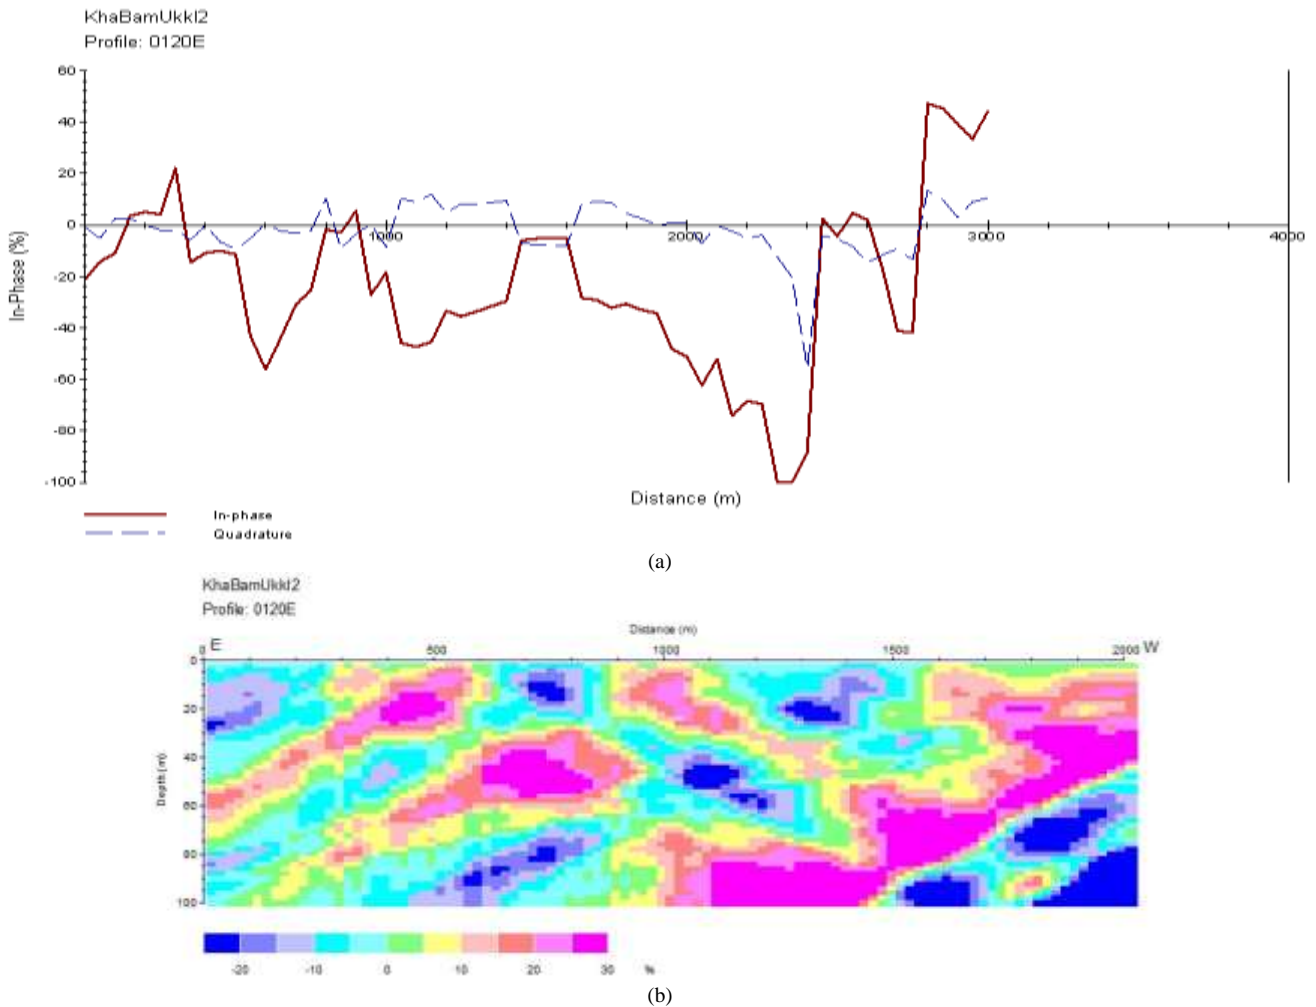 KhaBamUkkl2
Profile: 0120E
60
40
20
0
-20
-40
-60
-80
-100
In-Phase (%)
1000
2000
3000
4000
Distance (m)
In-phase
Quadrature
(a)
KhaBamUkkl2
Profile: 0120E
Distance (m)
0 E 500 1000 1500 2000 W
0
20
40
60
80
100
Depth (m)
-20 -10 0 10 20 30 %
(b)